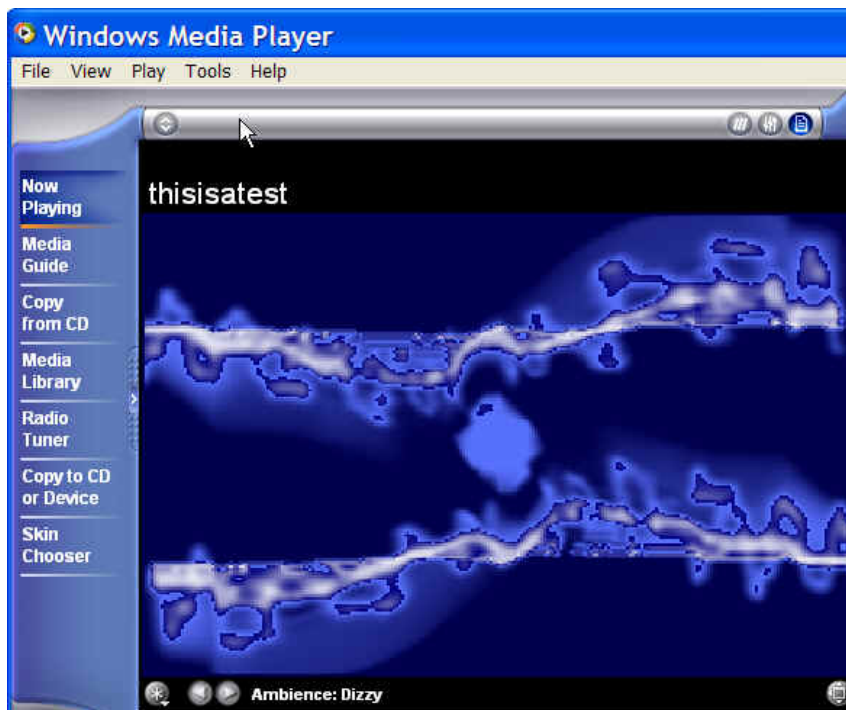 Windows Media Player
File View Play Tools Help
thisisatest
Now
Playing
Media
Guide
Copy
from CD
Media
Library
Radio
Tuner
Copy to CD
or Device
Skin
Chooser
Ambience: Dizzy